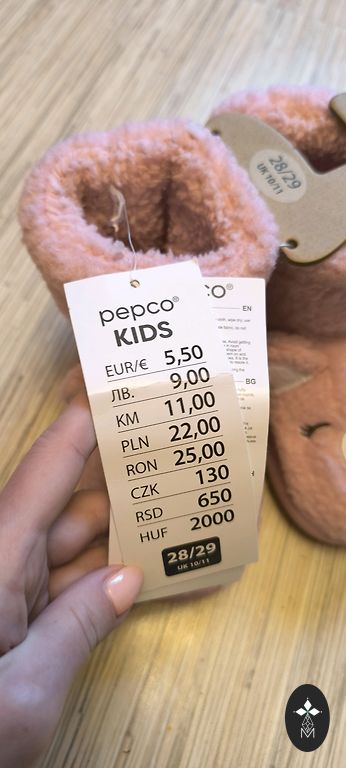 28/29
UK 10/11
pepco®
KIDS
EUR/€ 5,50
ЛВ. 9,00
KM 11,00
PLN 22,00
RON 25,00
CZK 130
RSD 650
HUF 2000
28/29
UK 10/11
CO®
EN
BG
M